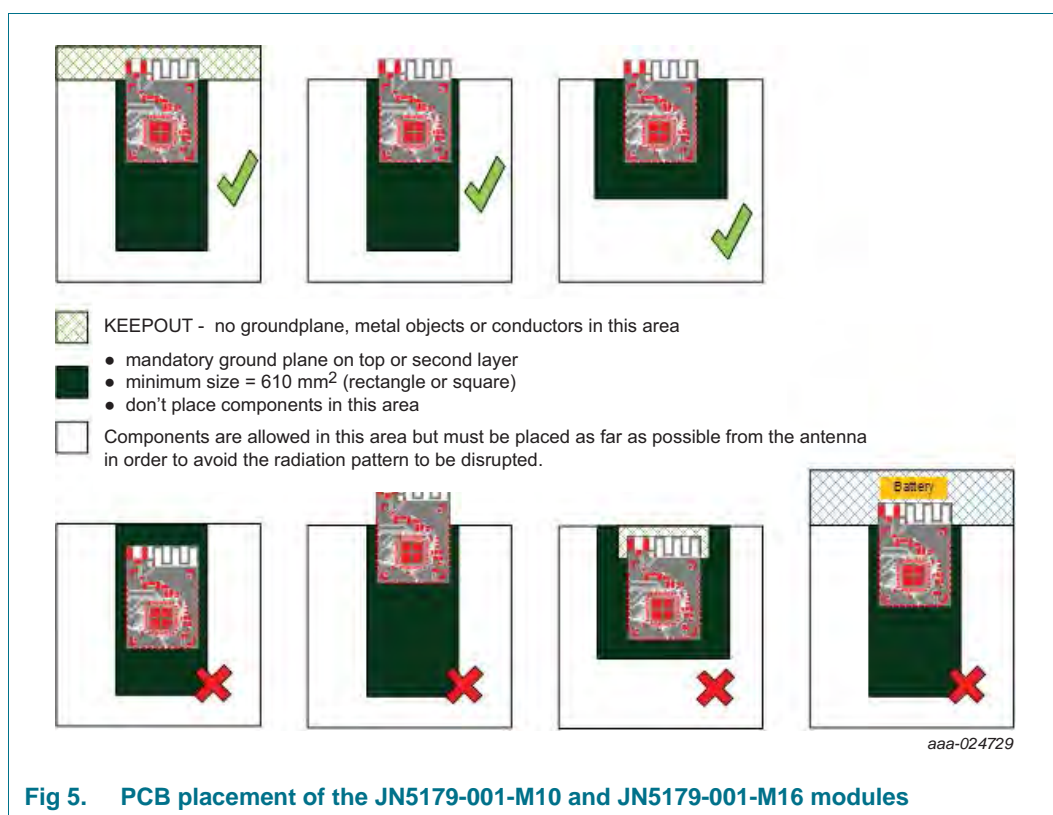 KEEPOUT - no groundplane, metal objects or conductors in this area
● mandatory ground plane on top or second layer
● minimum size = 610 mm2 (rectangle or square)
● don't place components in this area
Components are allowed in this area but must be placed as far as possible from the antenna
in order to avoid the radiation pattern to be disrupted.
Battery
aaa-024729
Fig 5. PCB placement of the JN5179-001-M10 and JN5179-001-M16 modules